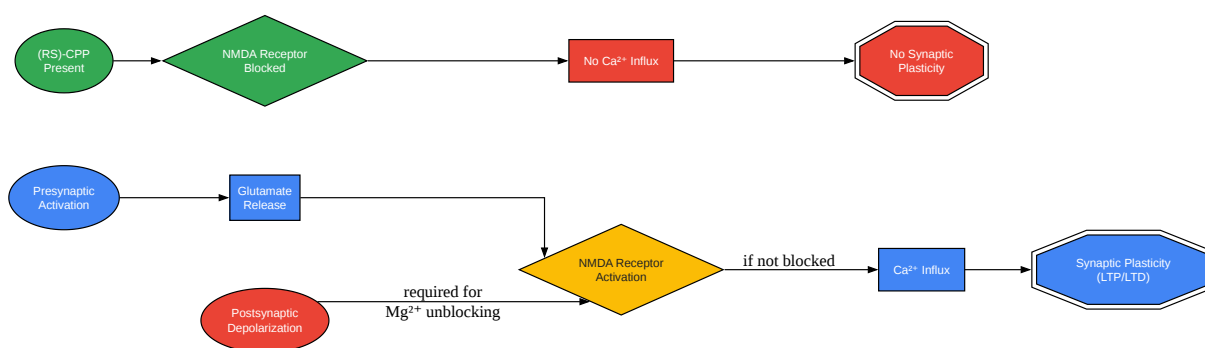 (RS)-CPP
Present
NMDA Receptor
Blocked
No Ca²⁺ Influx
No Synaptic
Plasticity
Presynaptic
Activation
Glutamate
Release
NMDA Receptor
Activation
if not blocked
Ca²⁺ Influx
Synaptic Plasticity
(LTP/LTD)
Postsynaptic
Depolarization
required for
Mg²⁺ unblocking